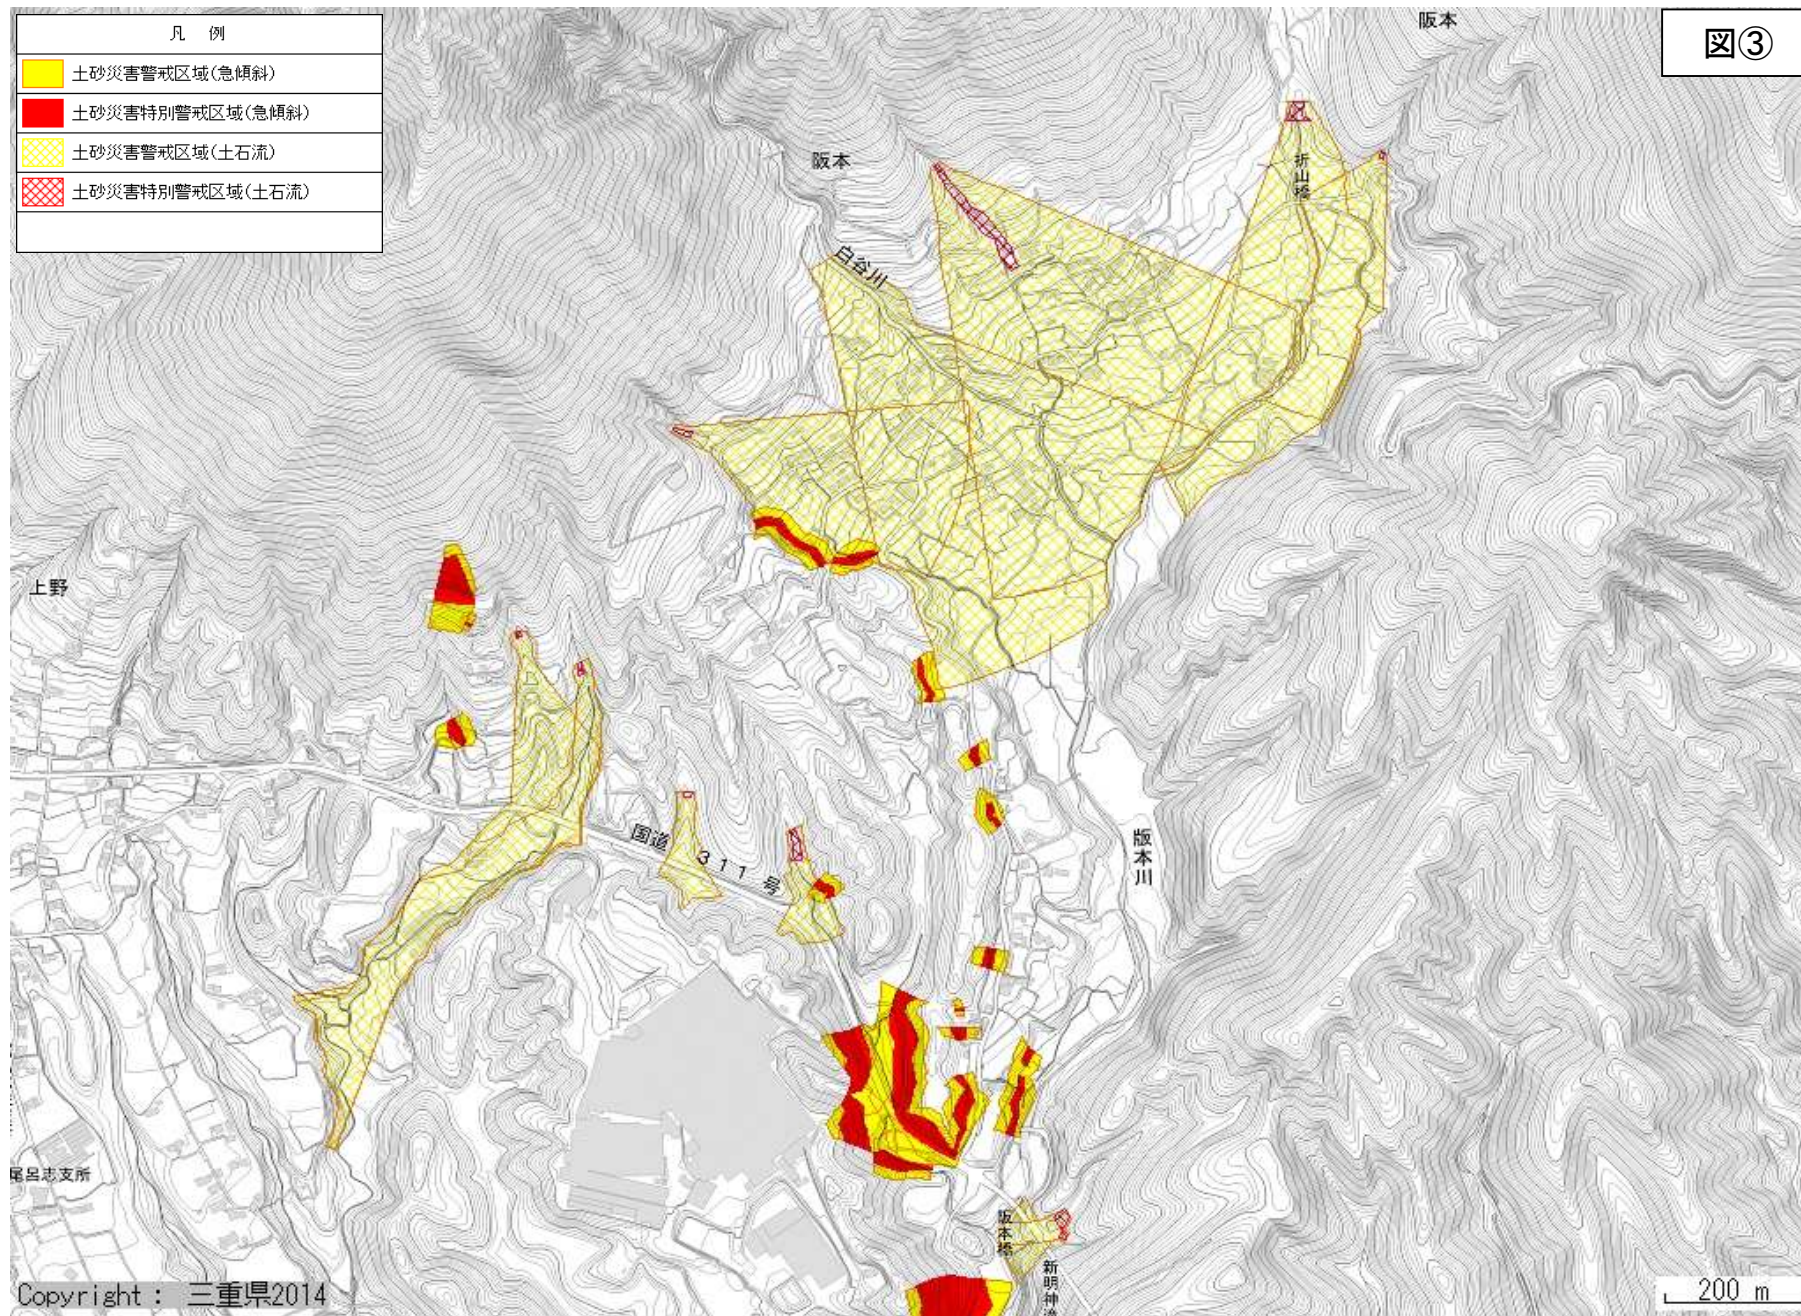 凡 例
土砂災害警戒区域(急傾斜)
土砂災害特別警戒区域(急傾斜)
土砂災害警戒区域(土石流)
土砂災害特別警戒区域(土石流)
図③
阪本
阪本
折山橋
白谷川
上野
国道311号
版本川
尾呂志支所
阪本橋
新明神
Copyright : 三重県2014
200 m